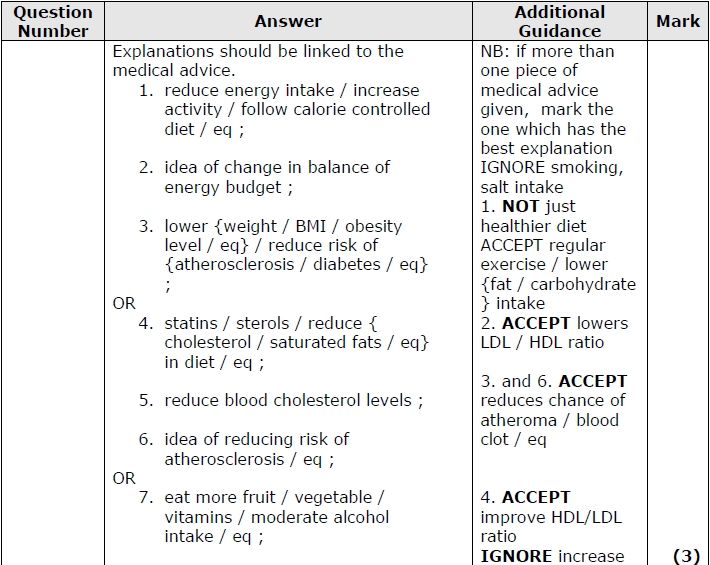 Question Number
Answer
Additional Guidance
Mark
Explanations should be linked to the
medical advice.
1. reduce energy intake / increase
activity / follow calorie controlled
diet / eq ;
2. idea of change in balance of
energy budget ;
3. lower {weight / BMI / obesity
level / eq} / reduce risk of
{atherosclerosis / diabetes / eq}
;
OR
4. statins / sterols / reduce {
cholesterol / saturated fats / eq}
in diet / eq ;
5. reduce blood cholesterol levels ;
6. idea of reducing risk of
atherosclerosis / eq ;
OR
7. eat more fruit / vegetable /
vitamins / moderate alcohol
intake / eq ;
NB: if more than
one piece of
medical advice
given, mark the
one which has the
best explanation
IGNORE smoking,
salt intake
1. NOT just
healthier diet
ACCEPT regular
exercise / lower
{fat / carbohydrate
} intake
2. ACCEPT lowers
LDL / HDL ratio
3. and 6. ACCEPT
reduces chance of
atheroma / blood
clot / eq
4. ACCEPT
improve HDL/LDL
ratio
IGNORE increase
(3)